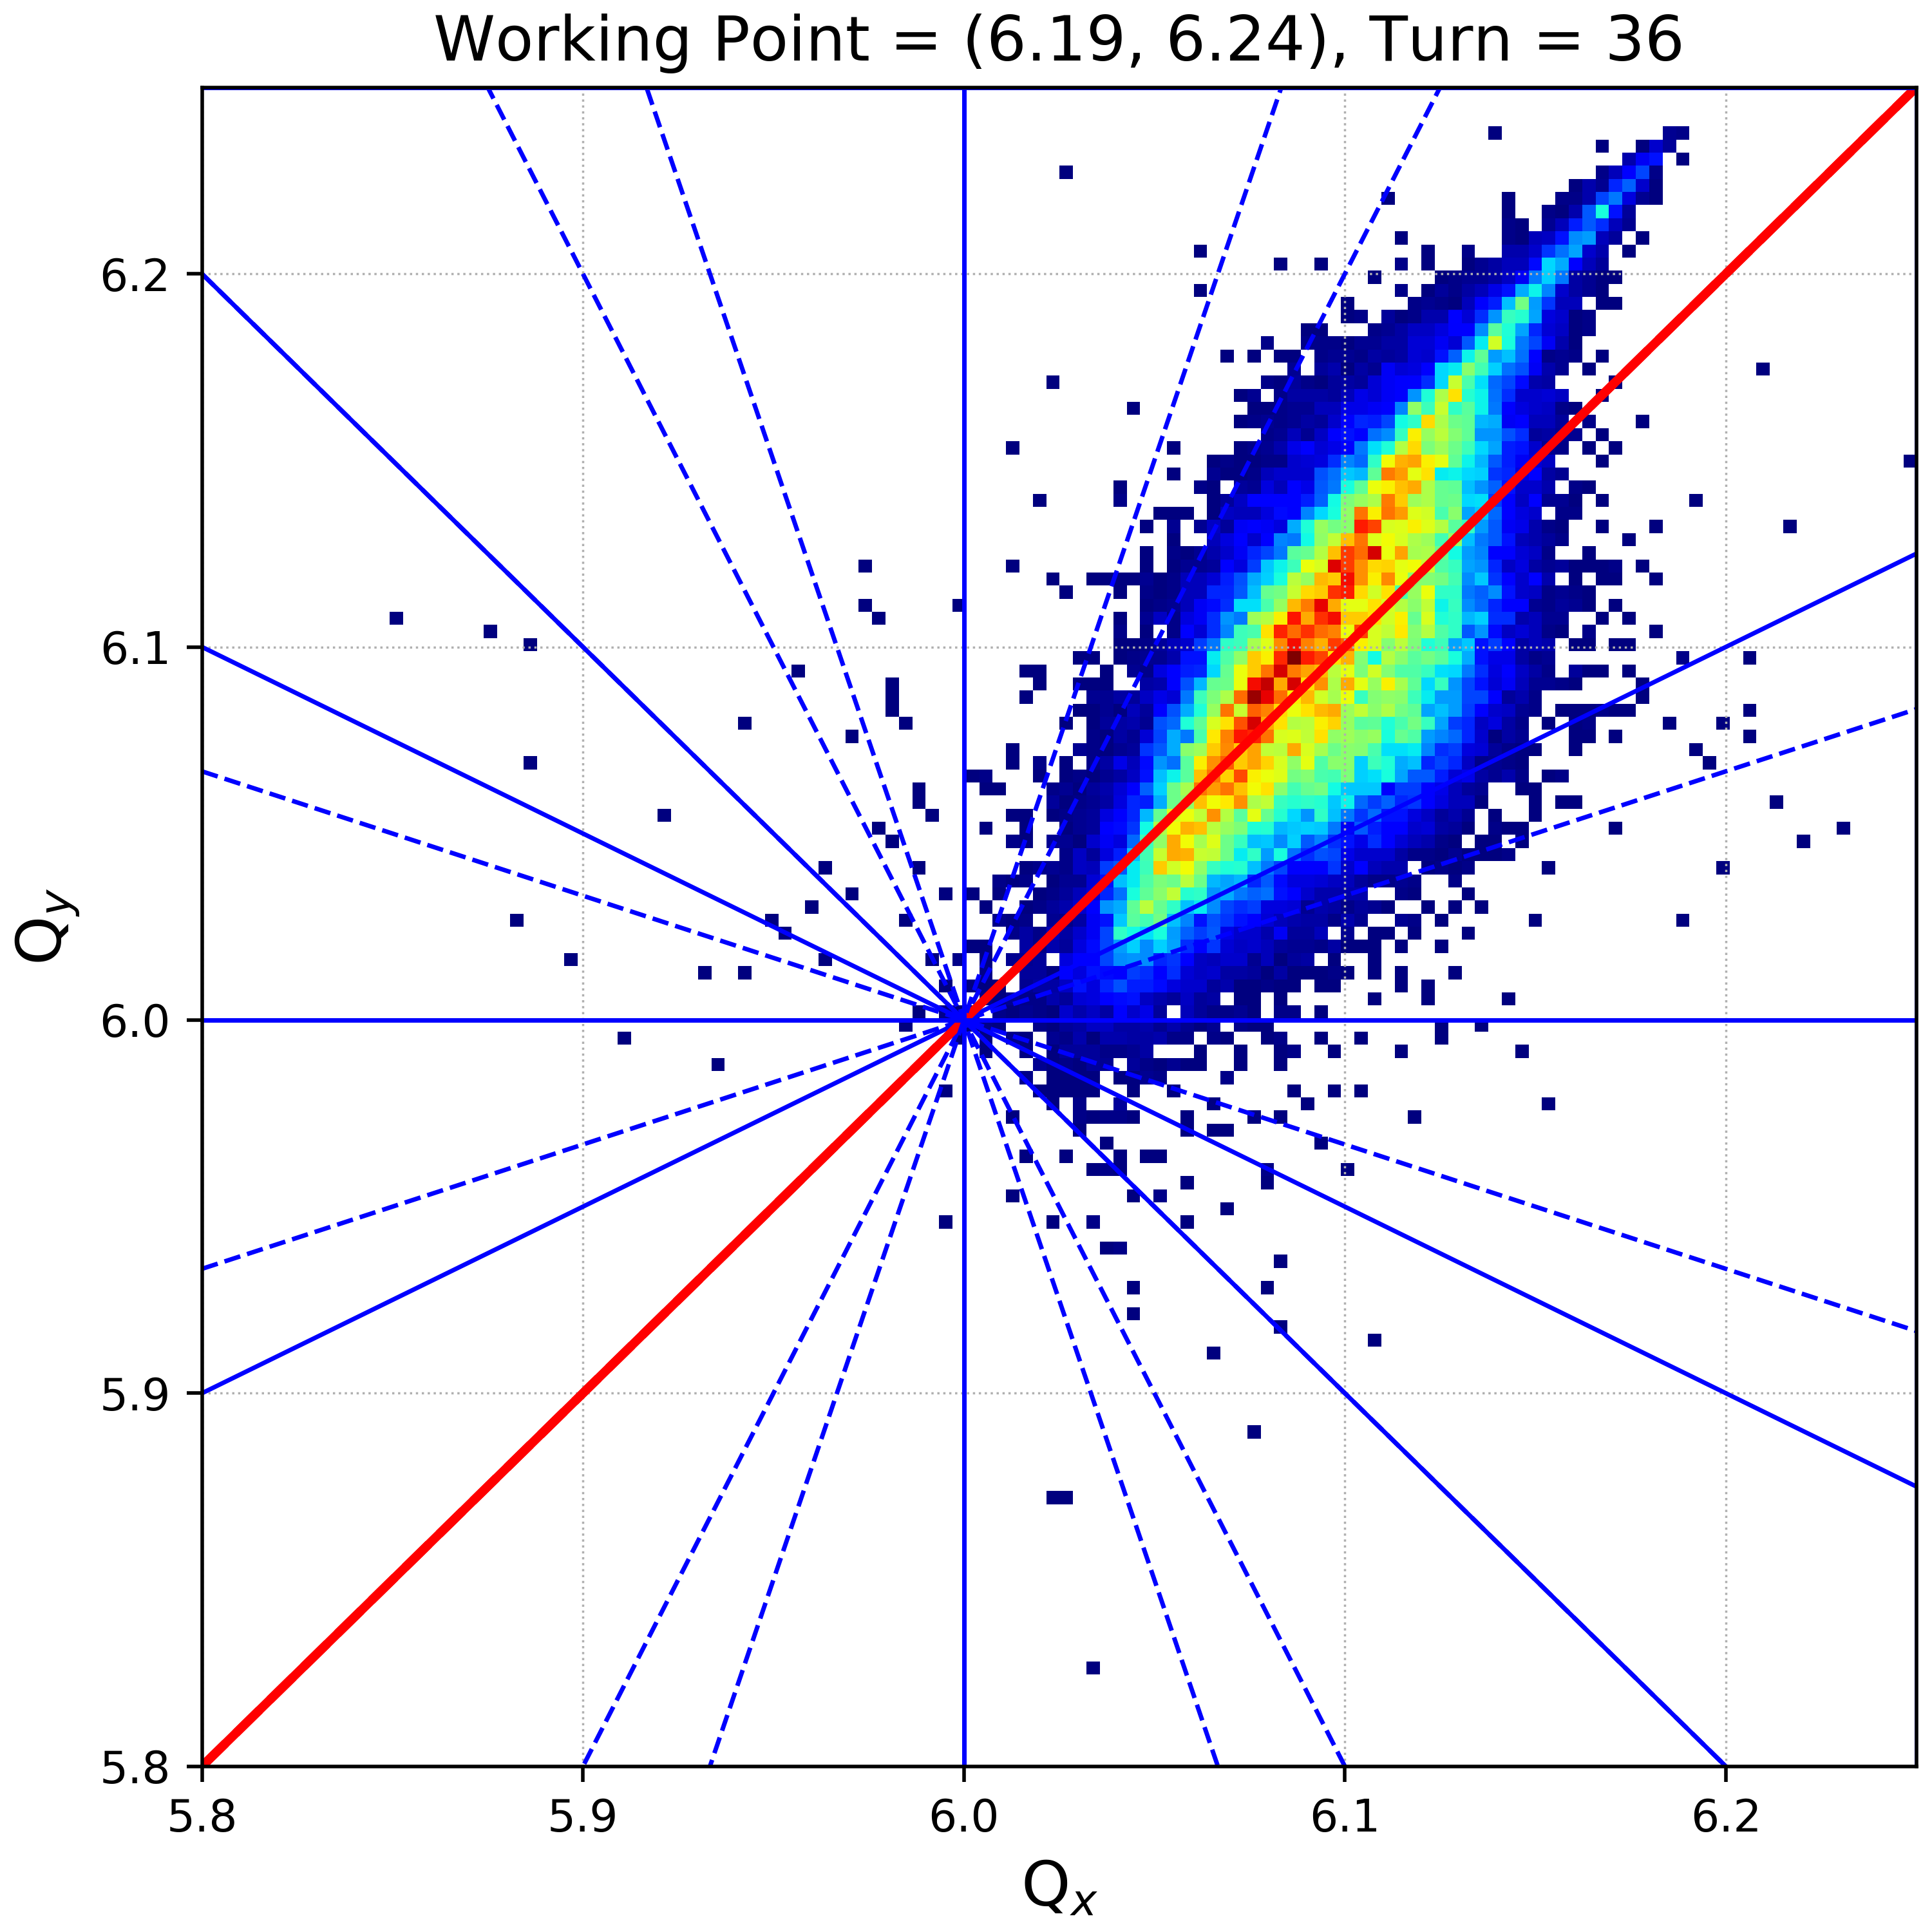 Working Point = (6.19, 6.24), Turn = 36
6.2
6.1
6.0
5.9
5.8
Qy
5.8 5.9 6.0 6.1 6.2
Qx